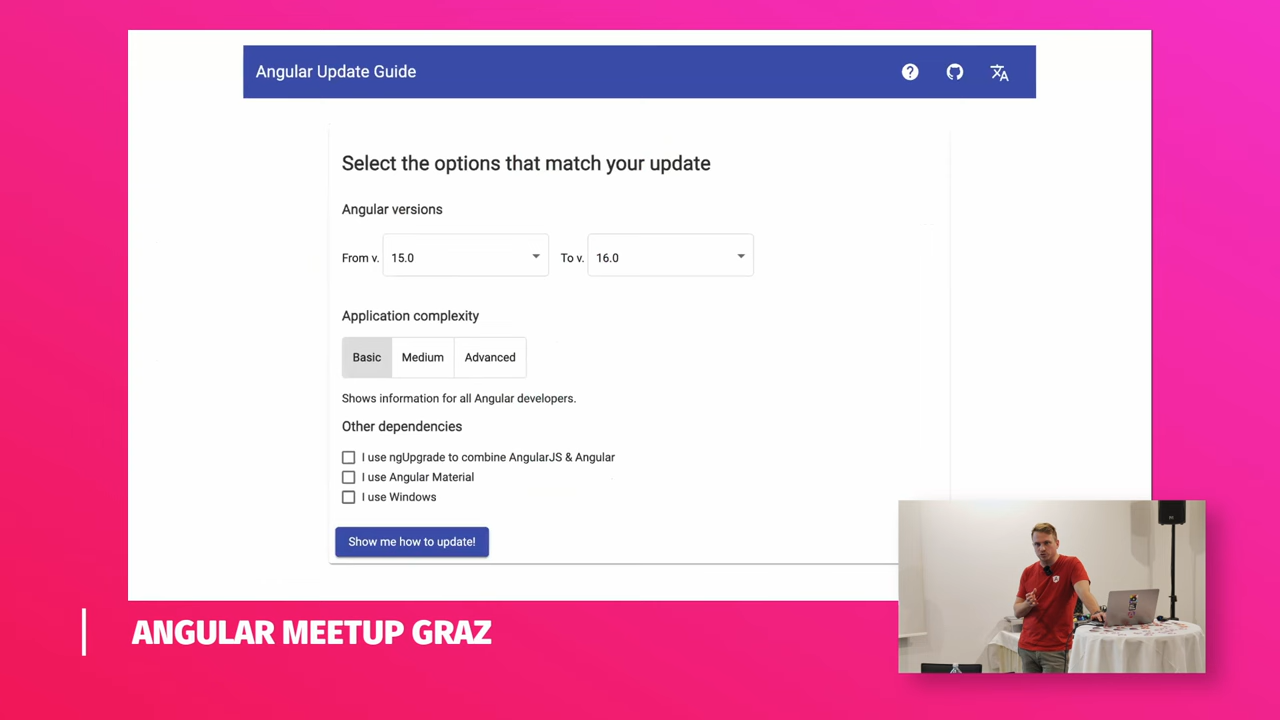 Angular Update Guide
Select the options that match your update
Angular versions
From v. 15.0 To v. 16.0
Application complexity
Basic Medium Advanced
Shows information for all Angular developers.
Other dependencies
I use ngUpgrade to combine AngularJS & Angular
I use Angular Material
I use Windows
Show me how to update!
ANGULAR MEETUP GRAZ